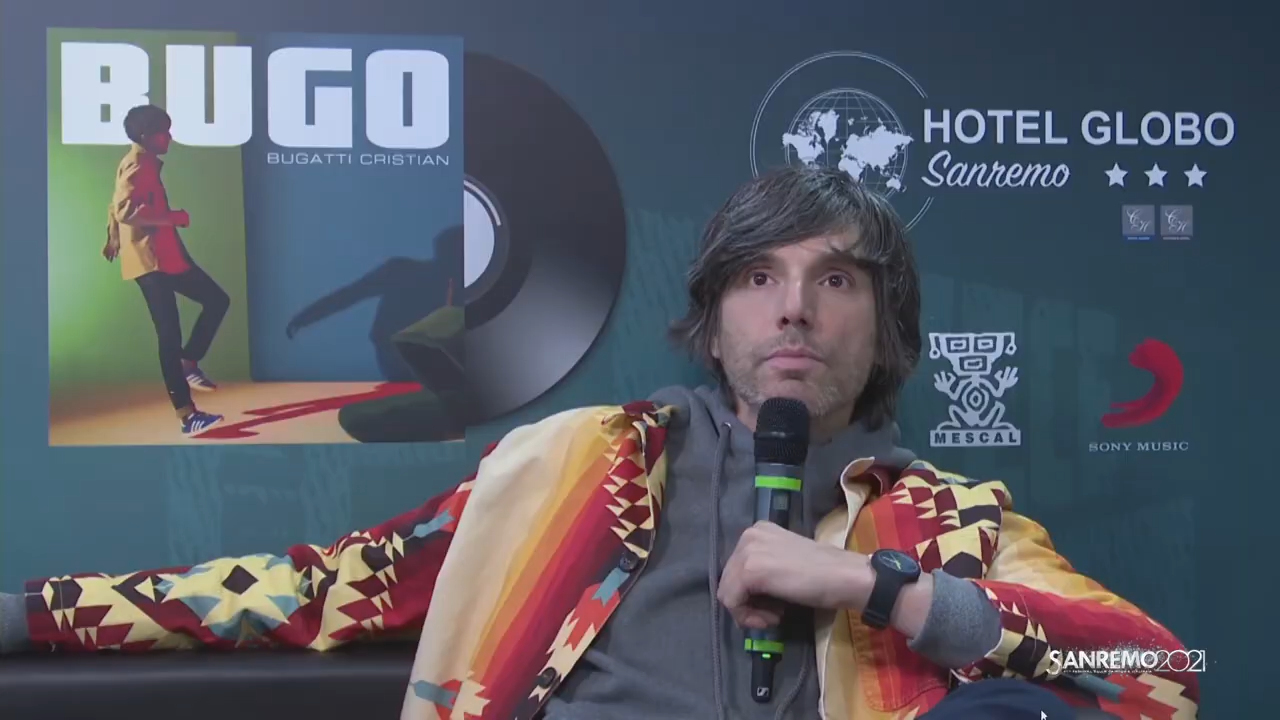 BUGO
BUGATTI CRISTIAN
HOTEL GLOBO
Sanremo
MESCAL
SONY MUSIC
SANREMO2021